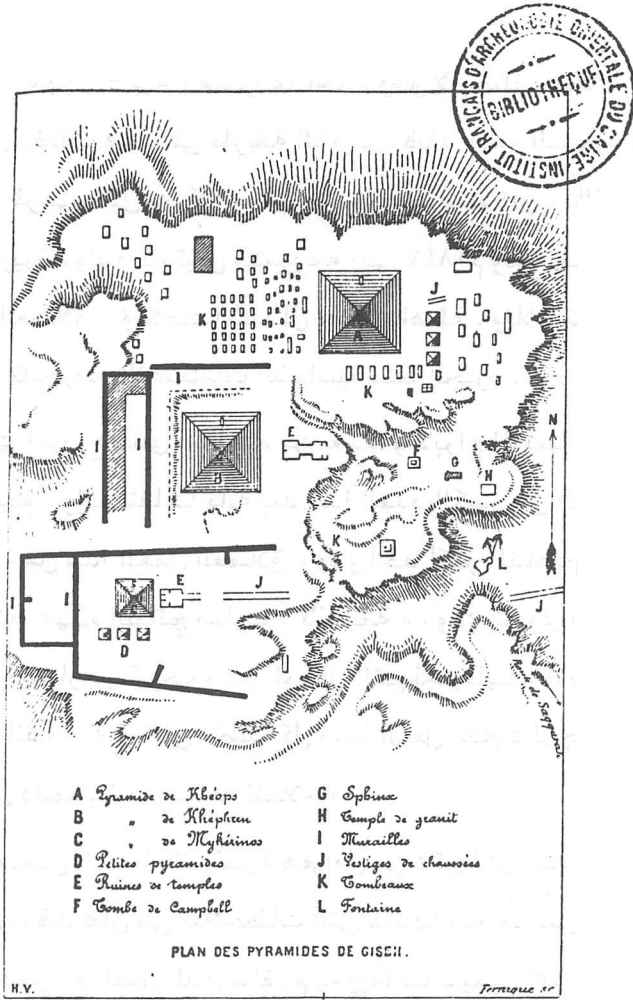 INSTITUT FRANÇAIS D'ARCHÉOLOGIE ORIENTALE DU CAIRE
BIBLIOTHÈQUE
J
A
K
K
I
E
F
G
H
N
B
I
I
K
L
C
E
J
J
I
I
D
Route de Saqqarah
A Pyramide de Khéops
B " de Khéphren
C " de Mykérinos
D Petites pyramides
E Ruines de temples
F Tombe de Campbell
G Sphinx
H Temple de granit
I Murailles
J Vestiges de chaussées
K Tombeaux
L Fontaine
PLAN DES PYRAMIDES DE GISEH.
H.V.
Fernique sc